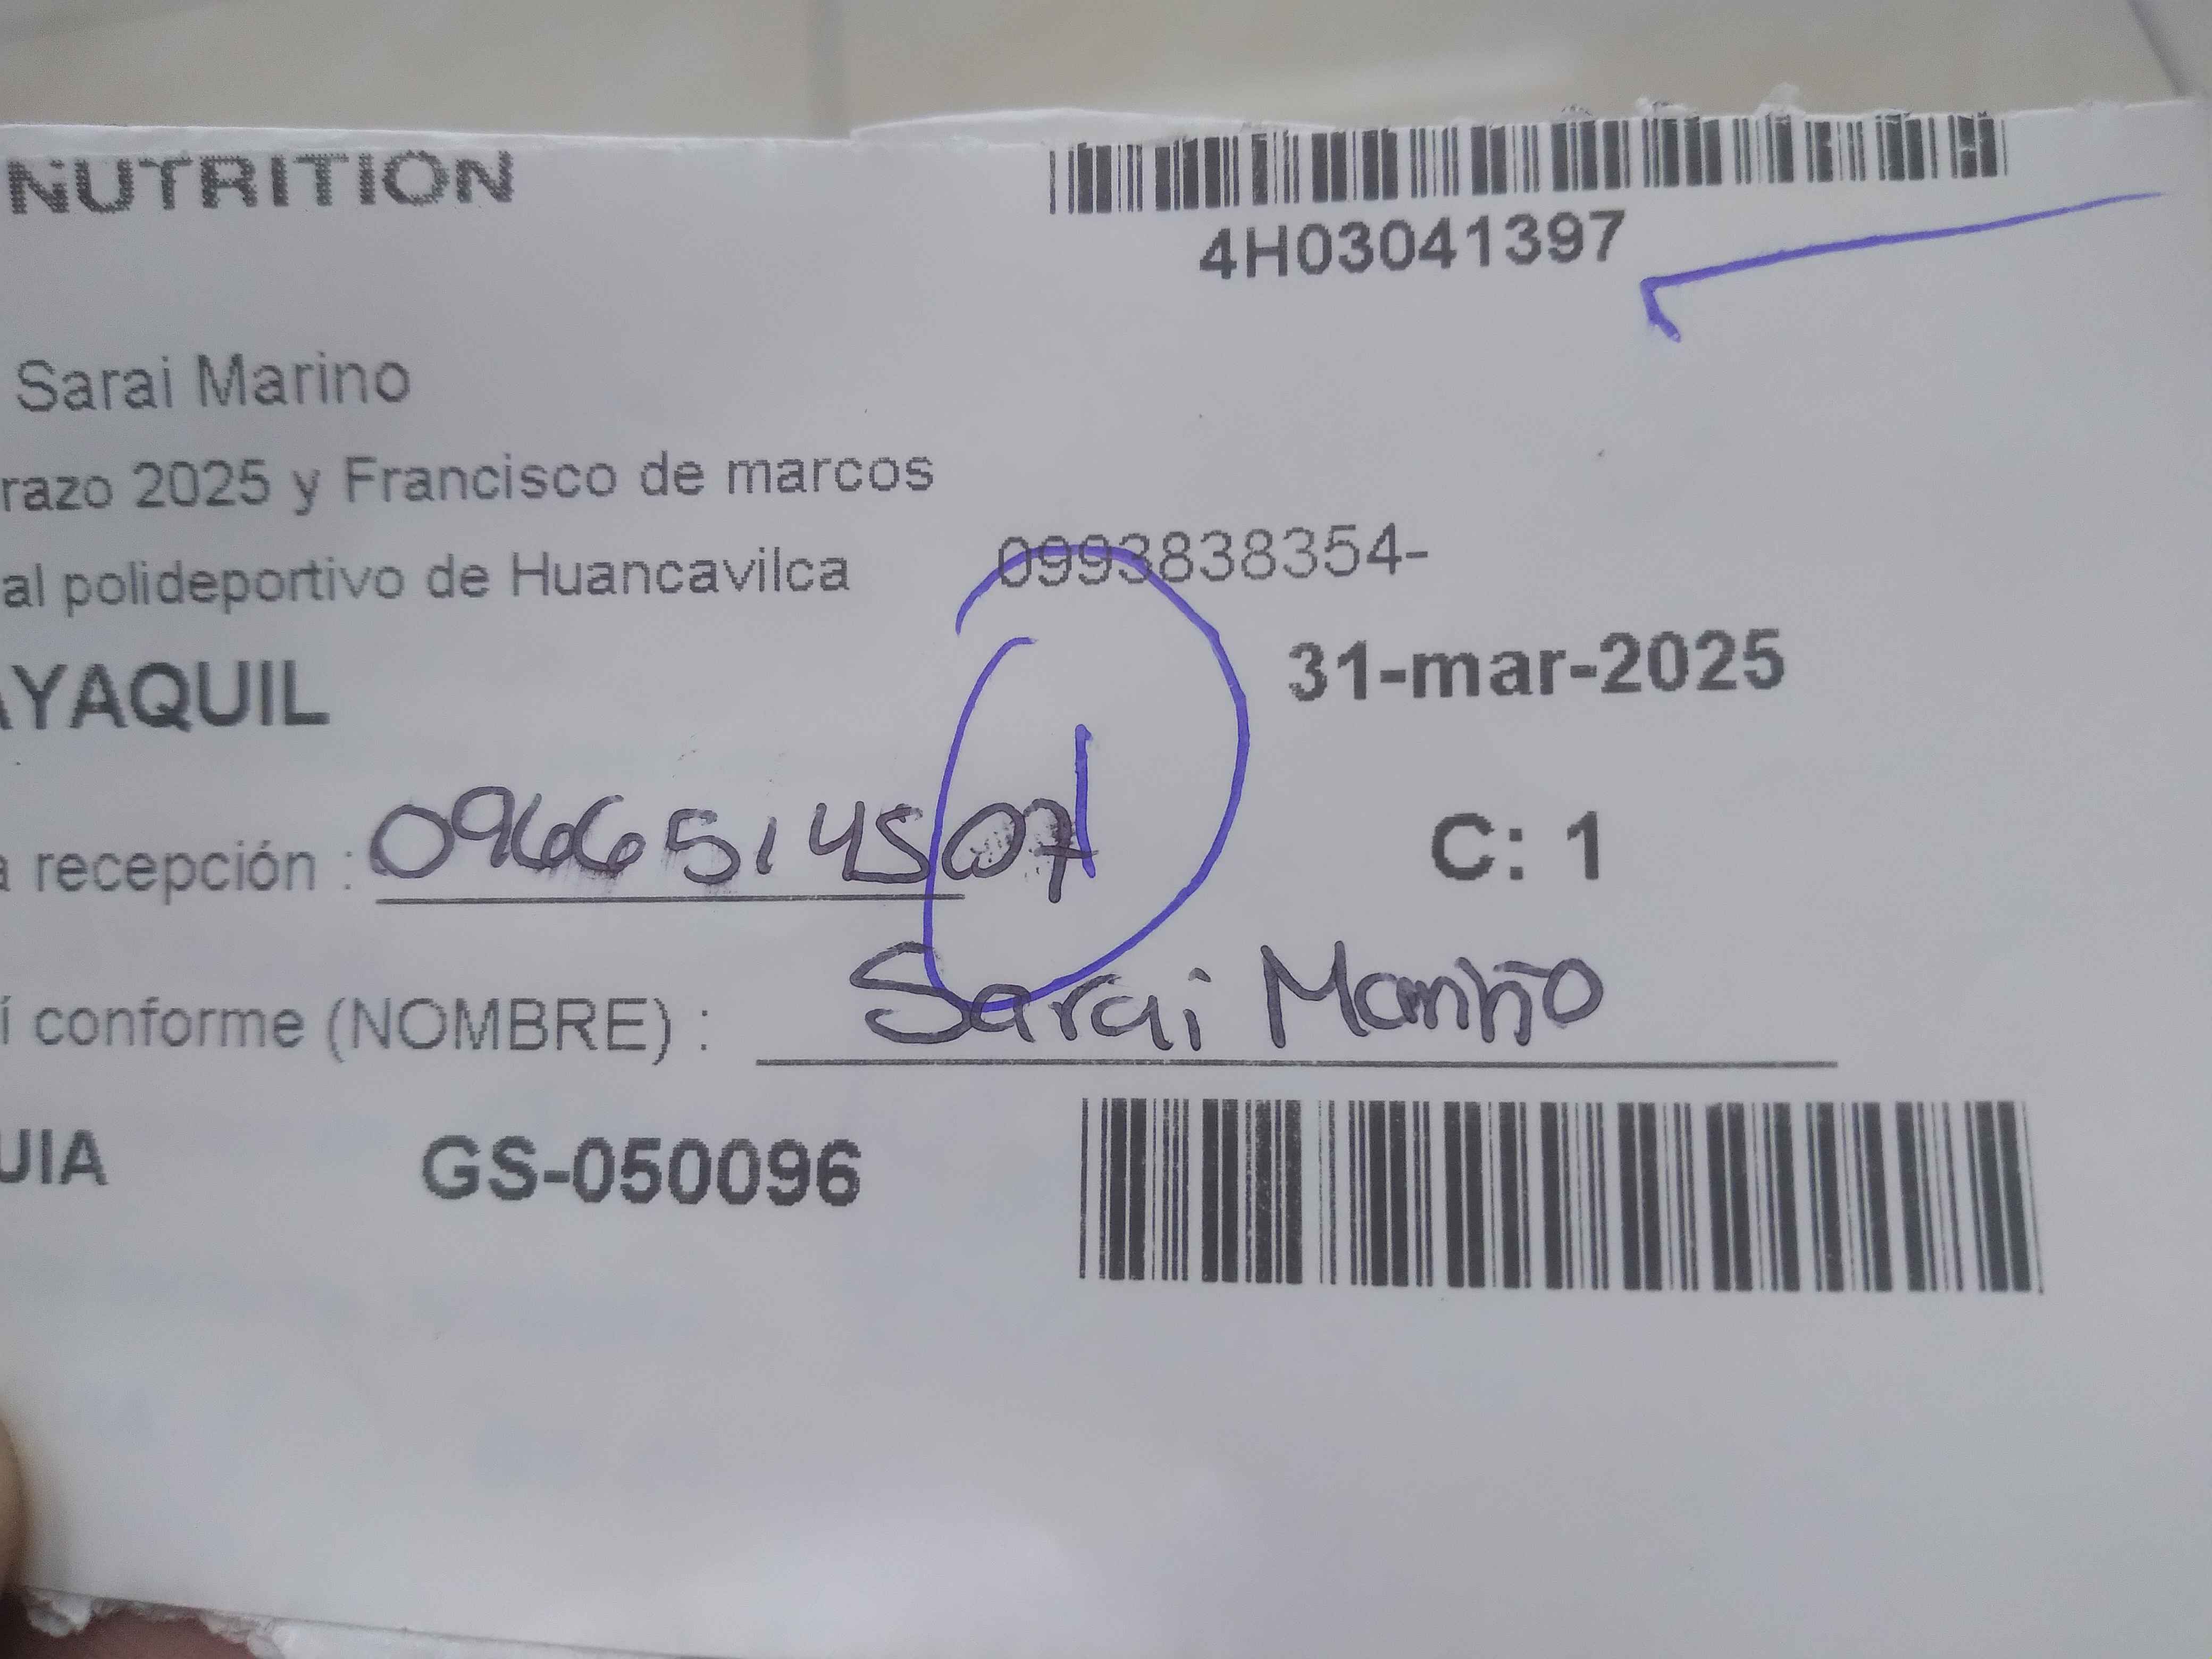 NUTRITION
4H03041397
Sarai Marino
razo 2025 y Francisco de marcos
al polideportivo de Huancavilca 0993838354-
AYAQUIL 31-mar-2025
a recepción : 0966514507
C: 1
í conforme (NOMBRE) : Sarai Mariño
UIA GS-050096